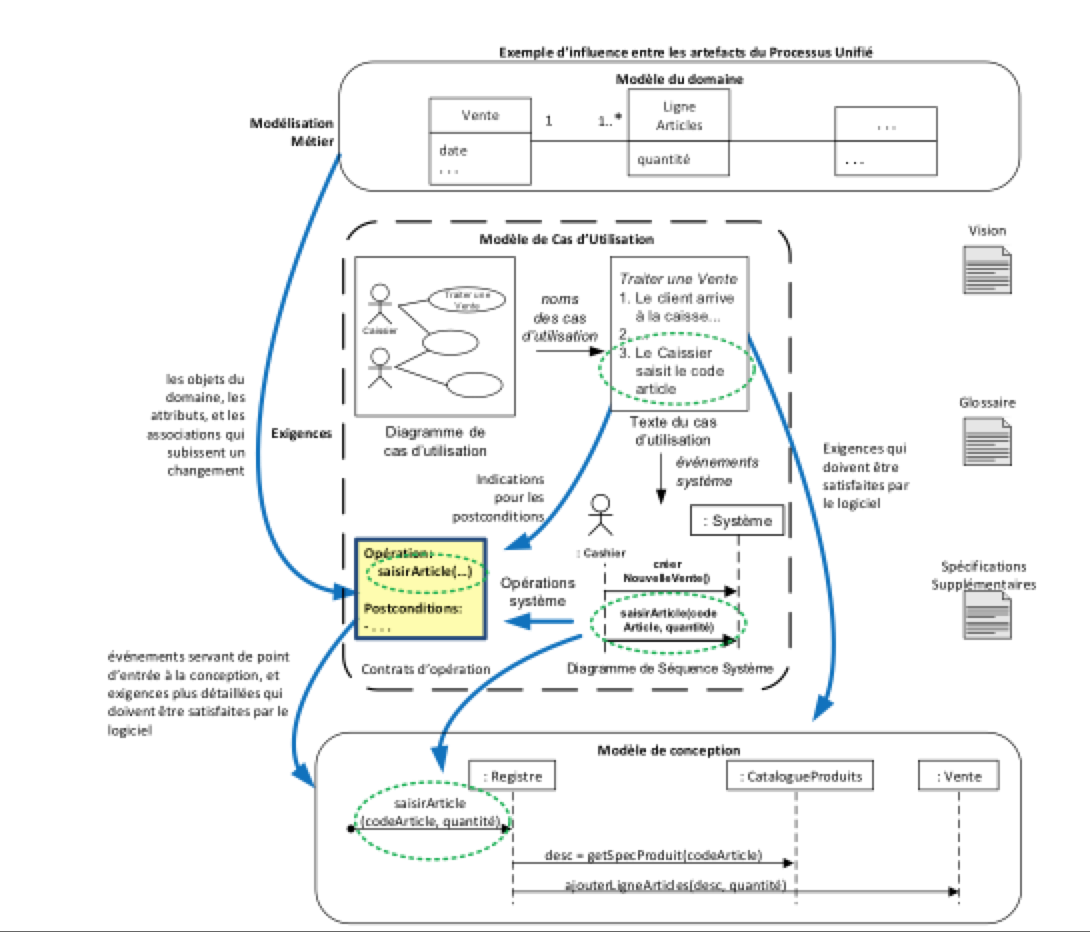 Exemple d'influence entre les artefacts du Processus Unifié
Modèle du domaine
Modélisation
Métier
Vente
date
. . .
1
1..*
Ligne
Articles
quantité
. . .
. . .
Modèle de Cas d'Utilisation
Vision
Traiter une
Vente
Caissier
noms
des cas
d'utilisation
Traiter une Vente
1. Le client arrive
à la caisse...
2. ...
3. Le Caissier
saisit le code
article
les objets du
domaine, les
attributs, et les
associations qui
subissent un
changement
Exigences
Diagramme de
cas d'utilisation
Texte du cas
d'utilisation
Glossaire
Exigences qui
doivent être
satisfaites par
le logiciel
événements
système
Indications
pour les
postconditions
: Système
: Cashier
créer
NouvelleVente()
saisirArticle(code
Article, quantité)
Opération:
saisirArticle(...)
Postconditions:
- . . .
Opérations
système
Spécifications
Supplémentaires
Contrats d'opération
Diagramme de Séquence Système
événements servant de point
d'entrée à la conception, et
exigences plus détaillées qui
doivent être satisfaites par le
logiciel
Modèle de conception
: Registre
: CatalogueProduits
: Vente
saisirArticle
(codeArticle, quantité)
desc = getSpecProduit(codeArticle)
ajouterLigneArticles(desc, quantité)